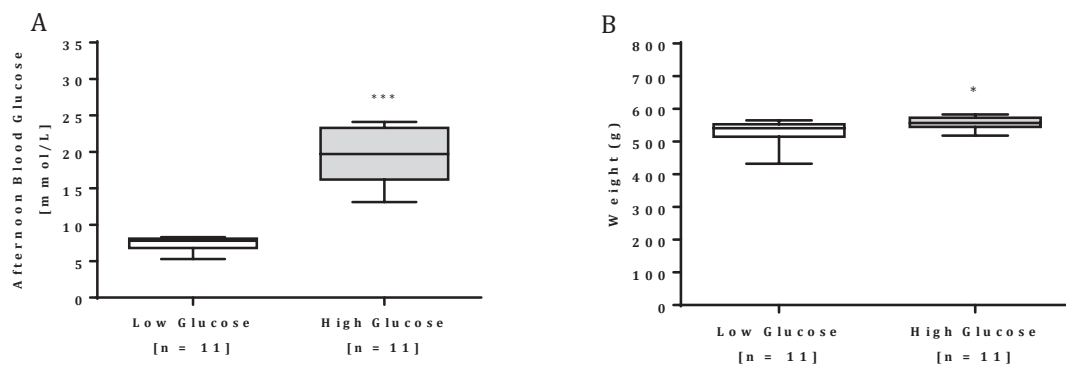 A
Afternoon Blood Glucose
[mmol/L]
35
30
25
20
15
10
5
0
***
Low Glucose
[n = 11]
High Glucose
[n = 11]
B
Weight (g)
800
700
600
500
400
300
200
100
0
*
Low Glucose
[n = 11]
High Glucose
[n = 11]